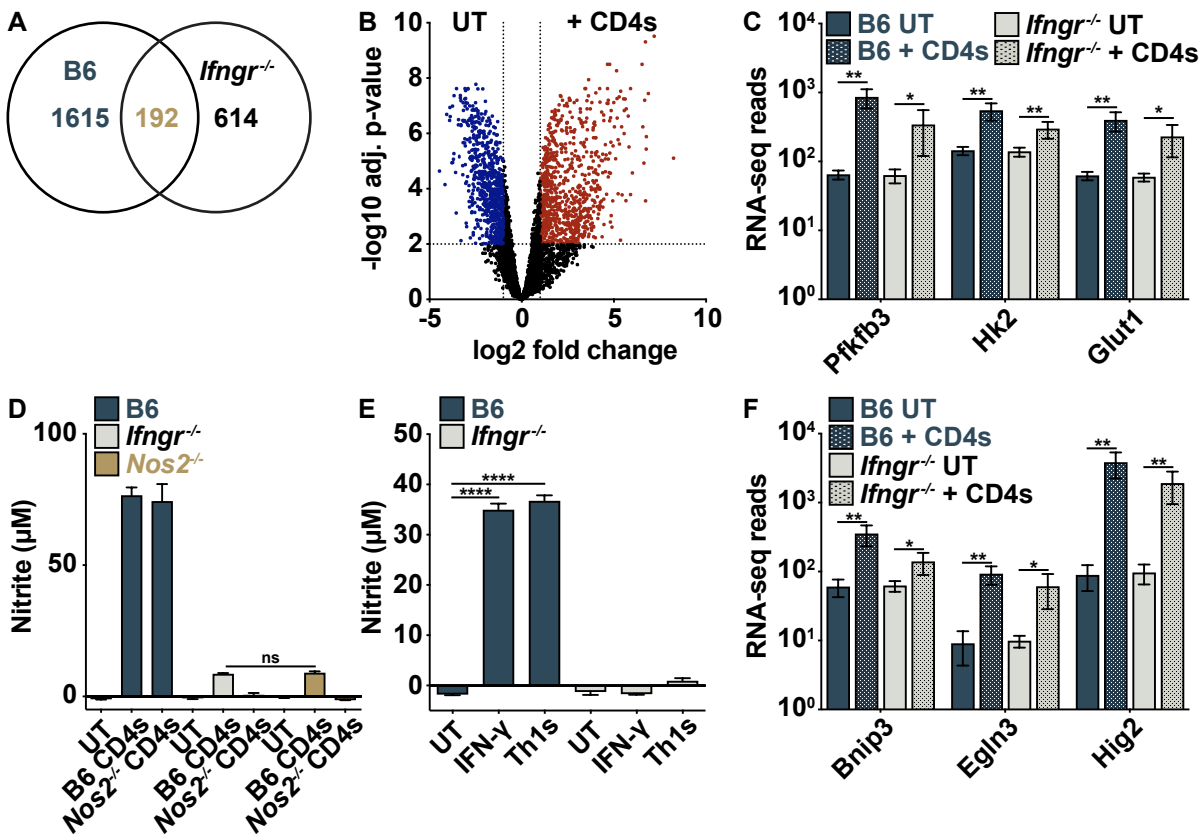 A
B6
Ifngr-/-
1615
192
614
B
UT
+ CD4s
-log10 adj. p-value
10
8
6
4
2
0
-5
0
5
10
log2 fold change
C
B6 UT
Ifngr-/- UT
B6 + CD4s
Ifngr-/- + CD4s
RNA-seq reads
10⁴
10³
10²
10¹
10⁰
**
*
**
**
**
*
Pfkfb3
Hk2
Glut1
D
B6
Ifngr-/-
Nos2-/-
Nitrite (µM)
100
50
0
ns
UT
B6 CD4s
Nos2-/- CD4s
UT
B6 CD4s
Nos2-/- CD4s
UT
B6 CD4s
Nos2-/- CD4s
E
B6
Ifngr-/-
Nitrite (µM)
50
40
30
20
10
0
****
****
UT
IFN-γ
Th1s
UT
IFN-γ
Th1s
F
B6 UT
B6 + CD4s
Ifngr-/- UT
Ifngr-/- + CD4s
RNA-seq reads
10⁴
10³
10²
10¹
10⁰
**
*
**
*
**
**
Bnip3
Egln3
Hig2